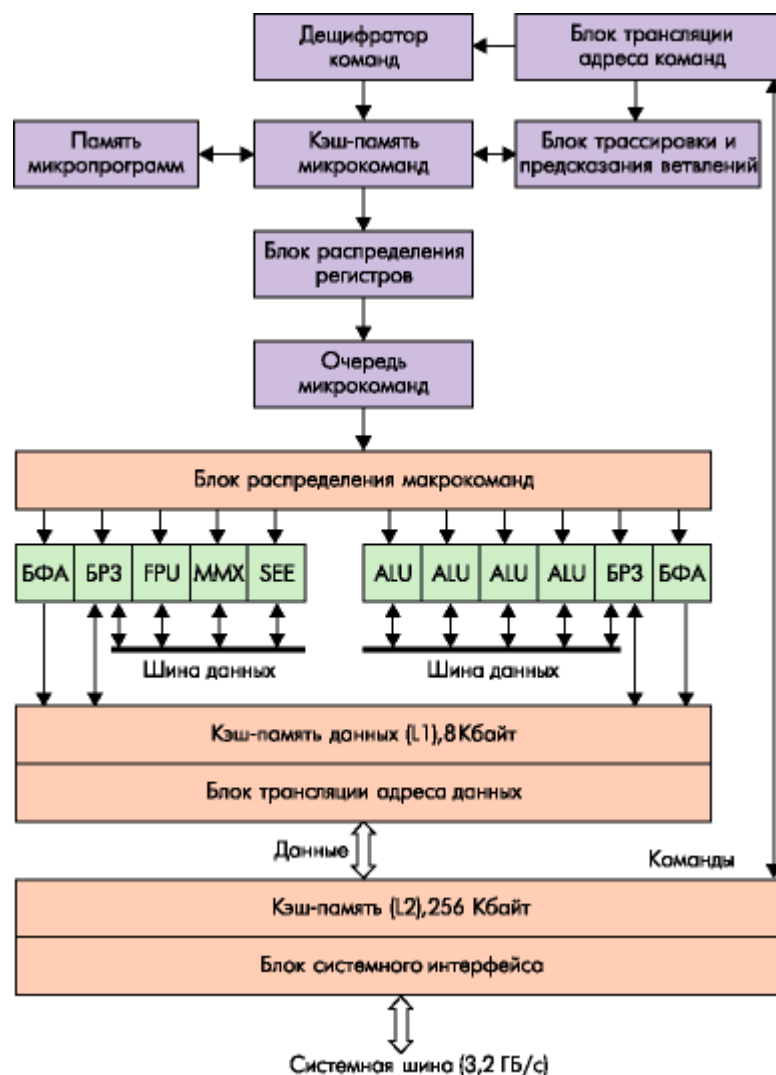 Дещифратор
команд
Блок трансляции
адреса команд
Память
микропрограмм
Кэш-память
микрокоманд
Блок трассировки и
предсказания ветвлений
Блок распределения
регистров
Очередь
микрокоманд
Блок распределения макрокоманд
БФА БРЗ FPU MMX SEE ALU ALU ALU ALU БРЗ БФА
Шина данных Шина данных
Кэш-память данных (L1),8Кбайт
Блок трансляции адреса данных
Данные
Команды
Кэш-память (L2),256 Кбайт
Блок системного интерфейса
Системная шина (3,2 ГБ/с)